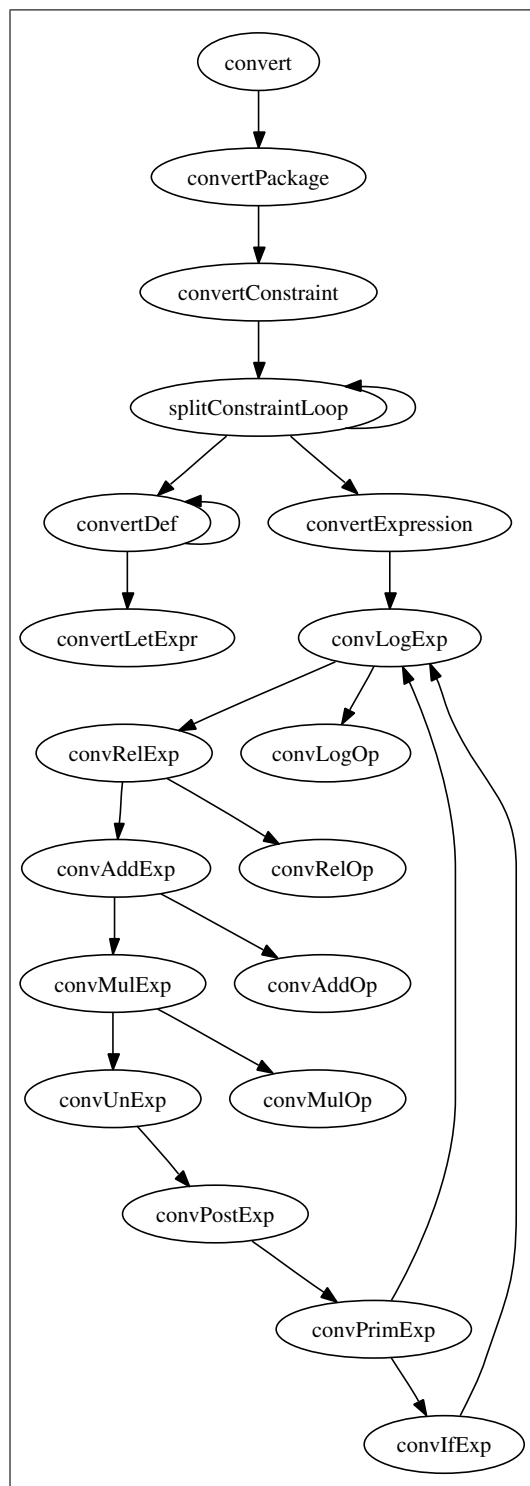 convert
convertPackage
convertConstraint
splitConstraintLoop
convertDef
convertExpression
convertLetExpr
convLogExp
convRelExp
convLogOp
convAddExp
convRelOp
convMulExp
convAddOp
convUnExp
convMulOp
convPostExp
convPrimExp
convIfExp